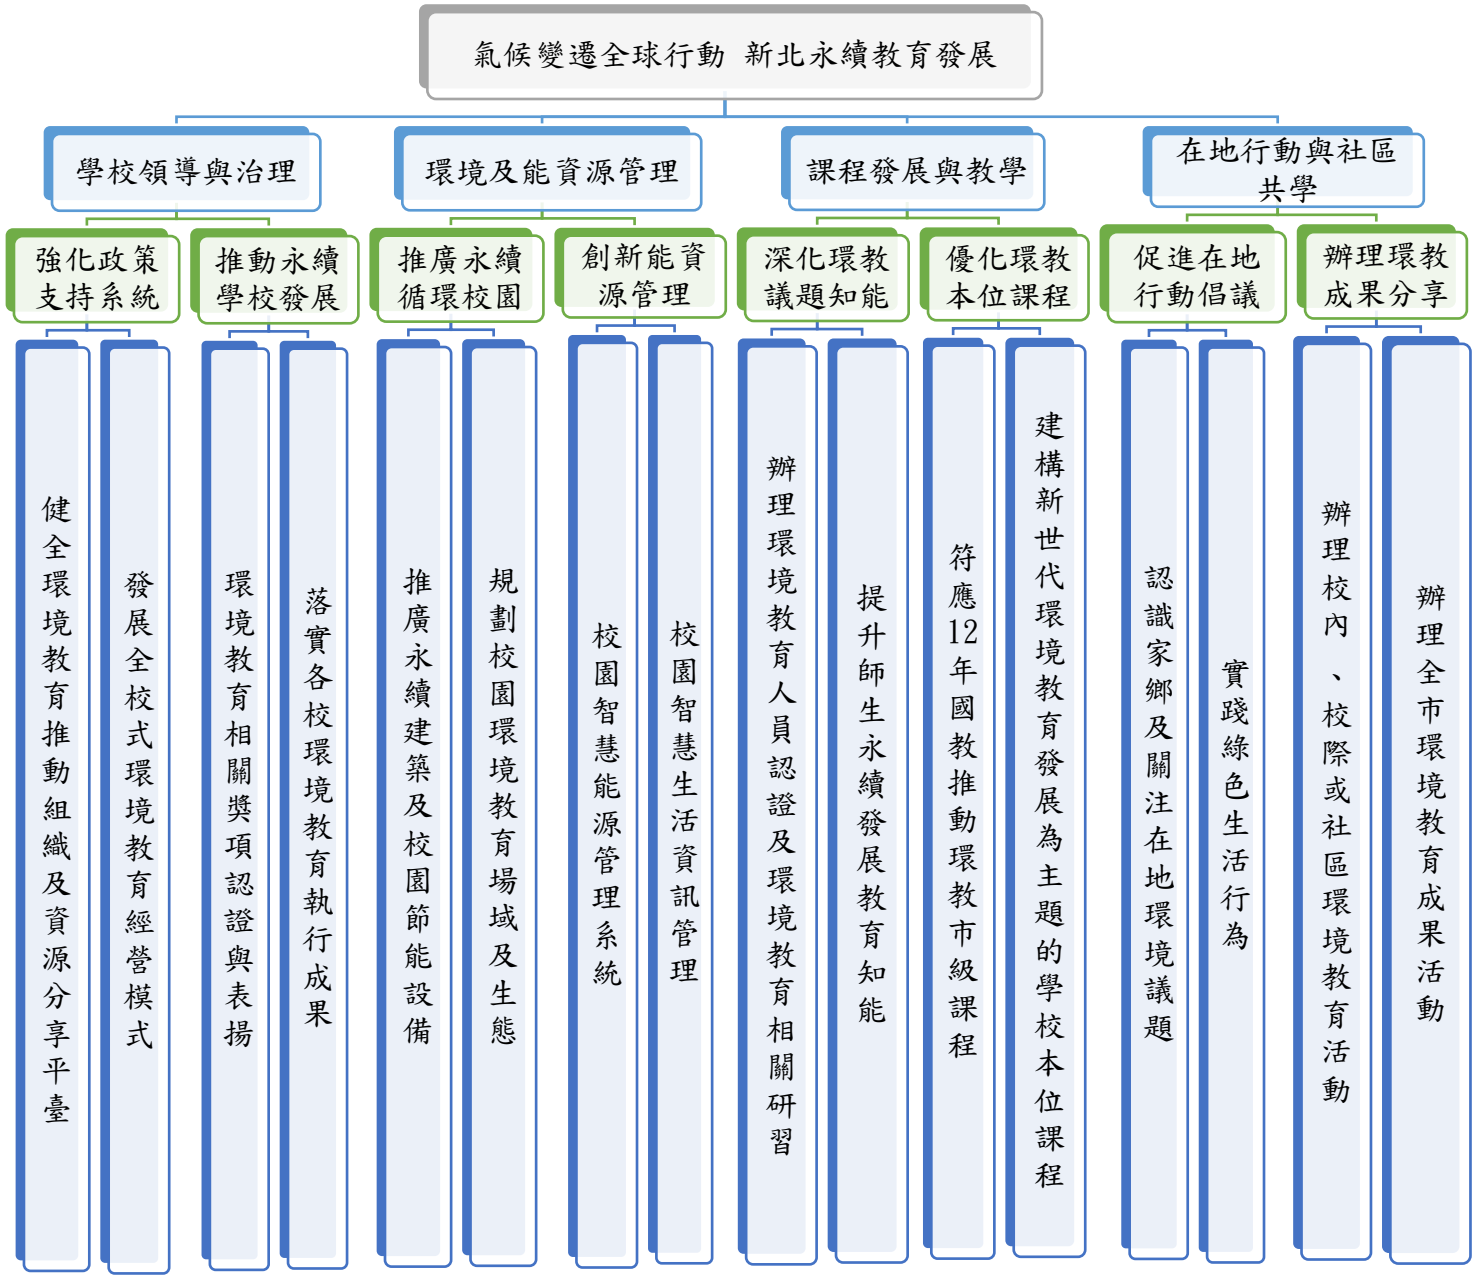 氣候變遷全球行動 新北永續教育發展
學校領導與治理
環境及能資源管理
課程發展與教學
在地行動與社區
共學
強化政策
支持系統
推動永續
學校發展
推廣永續
循環校園
創新能資
源管理
深化環教
議題知能
優化環教
本位課程
促進在地
行動倡議
辦理環教
成果分享
健全環境教育推動組織及資源分享平臺
發展全校式環境教育經營模式
環境教育相關獎項認證與表揚
落實各校環境教育執行成果
推廣永續建築及校園節能設備
規劃校園環境教育場域及生態
校園智慧能源管理系統
校園智慧生活資訊管理
辦理環境教育人員認證及環境教育相關研習
提升師生永續發展教育知能
符應12年國教推動環教市級課程
建構新世代環境教育發展為主題的學校本位課程
認識家鄉及關注在地環境議題
實踐綠色生活行為
辦理校內、校際或社區環境教育活動
辦理全市環境教育成果活動